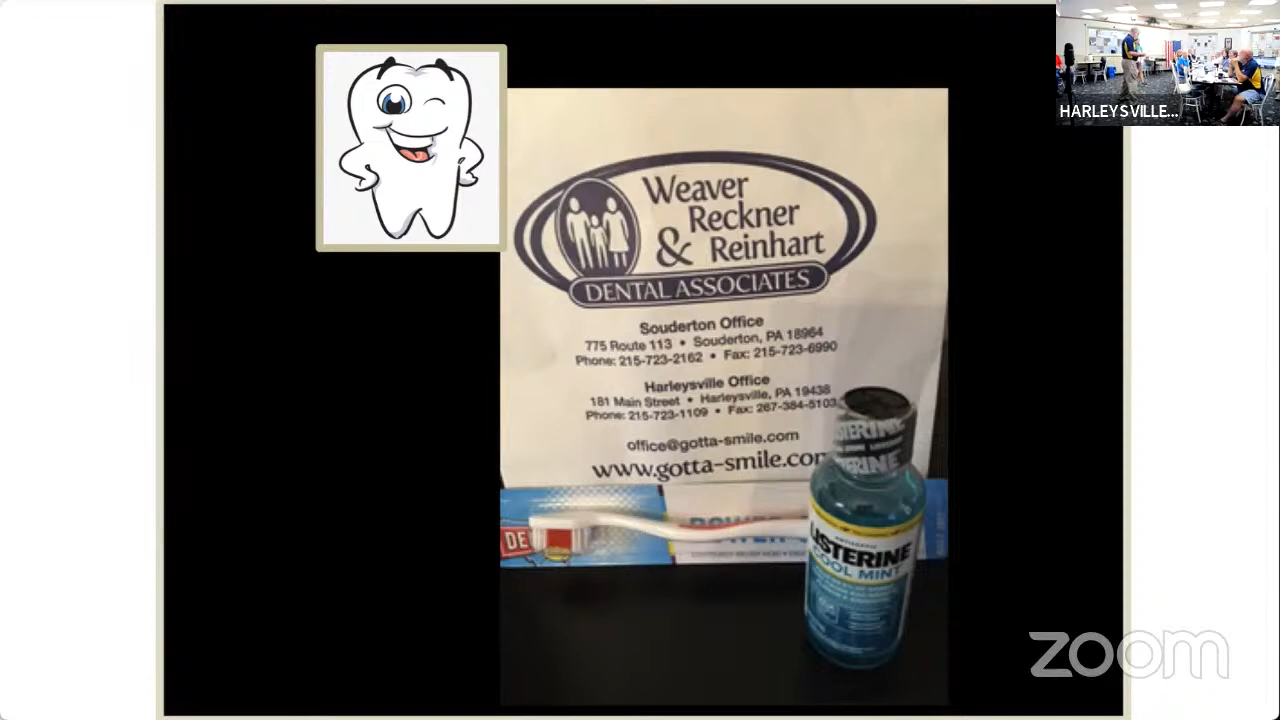 HARLEYSVILLE...
Weaver
Reckner
& Reinhart
DENTAL ASSOCIATES
Souderton Office
775 Route 113 • Souderton, PA 18964
Phone: 215-723-2162 • Fax: 215-723-6990
Harleysville Office
181 Main Street • Harleysville, PA 19438
Phone: 215-723-1109 • Fax: 267-384-5103
office@gotta-smile.com
www.gotta-smile.com
DE
LISTERINE
COOL MINT
zoom